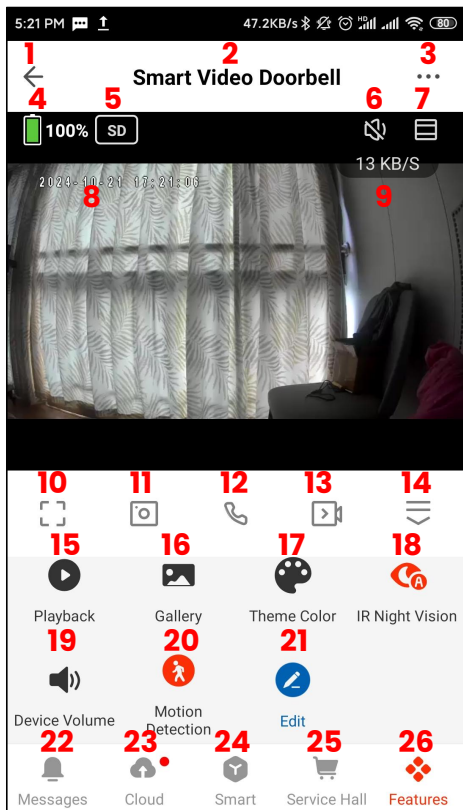 5:21 PM 47.2KB/s HD 80
1 2 3
Smart Video Doorbell
4 5 6 7
100% SD
13 KB/S
2024-10-21 17:21:06
8 9
10 11 12 13 14
15 16 17 18
A
Playback Gallery Theme Color IR Night Vision
19 20 21
Device Volume Motion Detection Edit
22 23 24 25 26
Messages Cloud Smart Service Hall Features